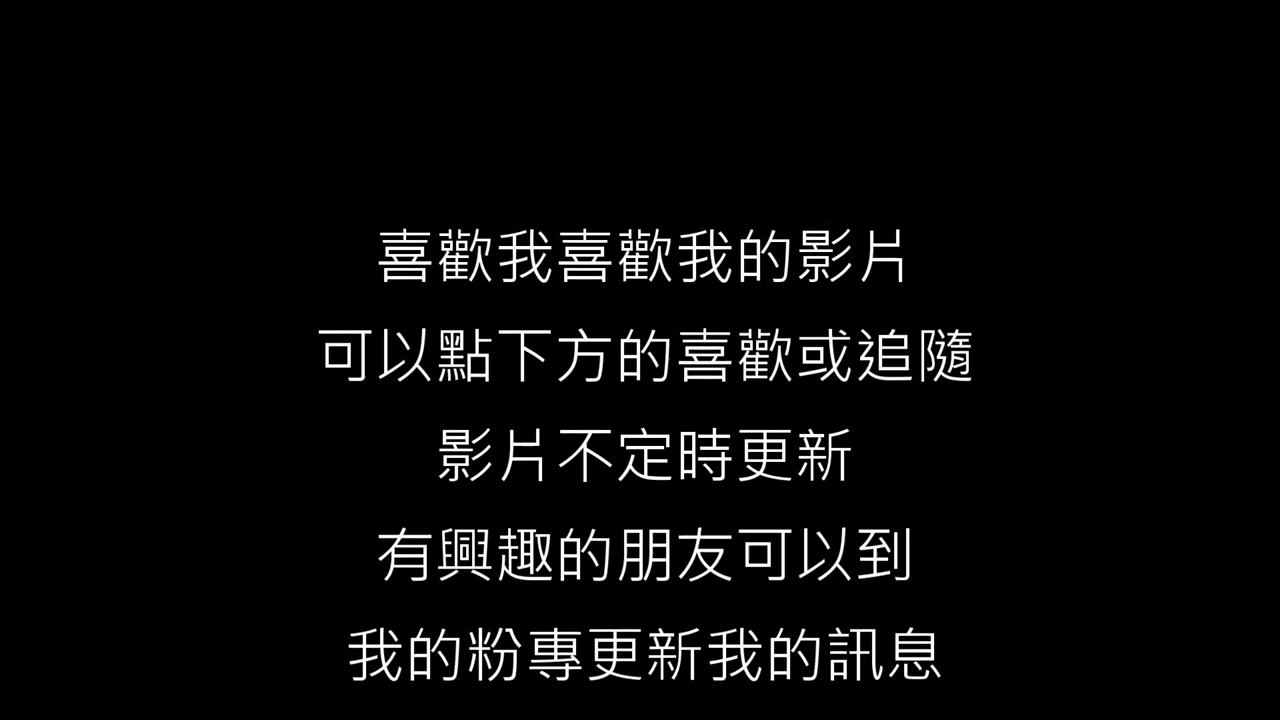 喜歡我喜歡我的影片
可以點下方的喜歡或追隨
影片不定時更新
有興趣的朋友可以到
我的粉專更新我的訊息